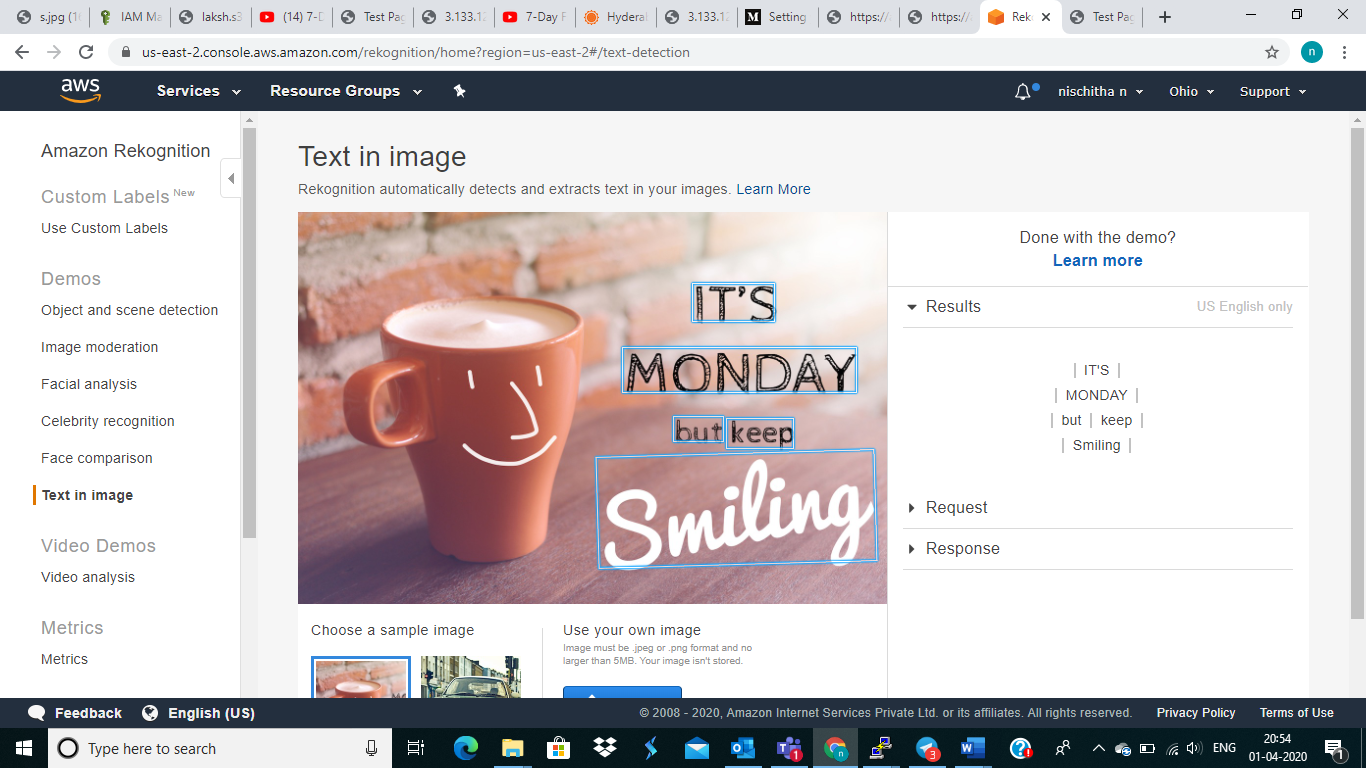 s.jpg (1
IAM Ma
laksh.s3
(14) 7-D
Test Pag
3.133.12
7-Day F
Hyderal
3.133.12
Setting
https://
https://
Rek
Test Pag
us-east-2.console.aws.amazon.com/rekognition/home?region=us-east-2#/text-detection
n
aws
Services
Resource Groups
nischitha n
Ohio
Support
Amazon Rekognition
Custom Labels New
Use Custom Labels
Demos
Object and scene detection
Image moderation
Facial analysis
Celebrity recognition
Face comparison
Text in image
Video Demos
Video analysis
Metrics
Metrics
Text in image
Rekognition automatically detects and extracts text in your images. Learn More
IT'S
MONDAY
but keep
Smiling
Choose a sample image
Use your own image
Image must be .jpeg or .png format and no
larger than 5MB. Your image isn't stored.
Done with the demo?
Learn more
Results
US English only
| IT'S |
| MONDAY |
| but | keep |
| Smiling |
Request
Response
Feedback
English (US)
© 2008 - 2020, Amazon Internet Services Private Ltd. or its affiliates. All rights reserved.
Privacy Policy
Terms of Use
Type here to search
ENG
20:54
01-04-2020